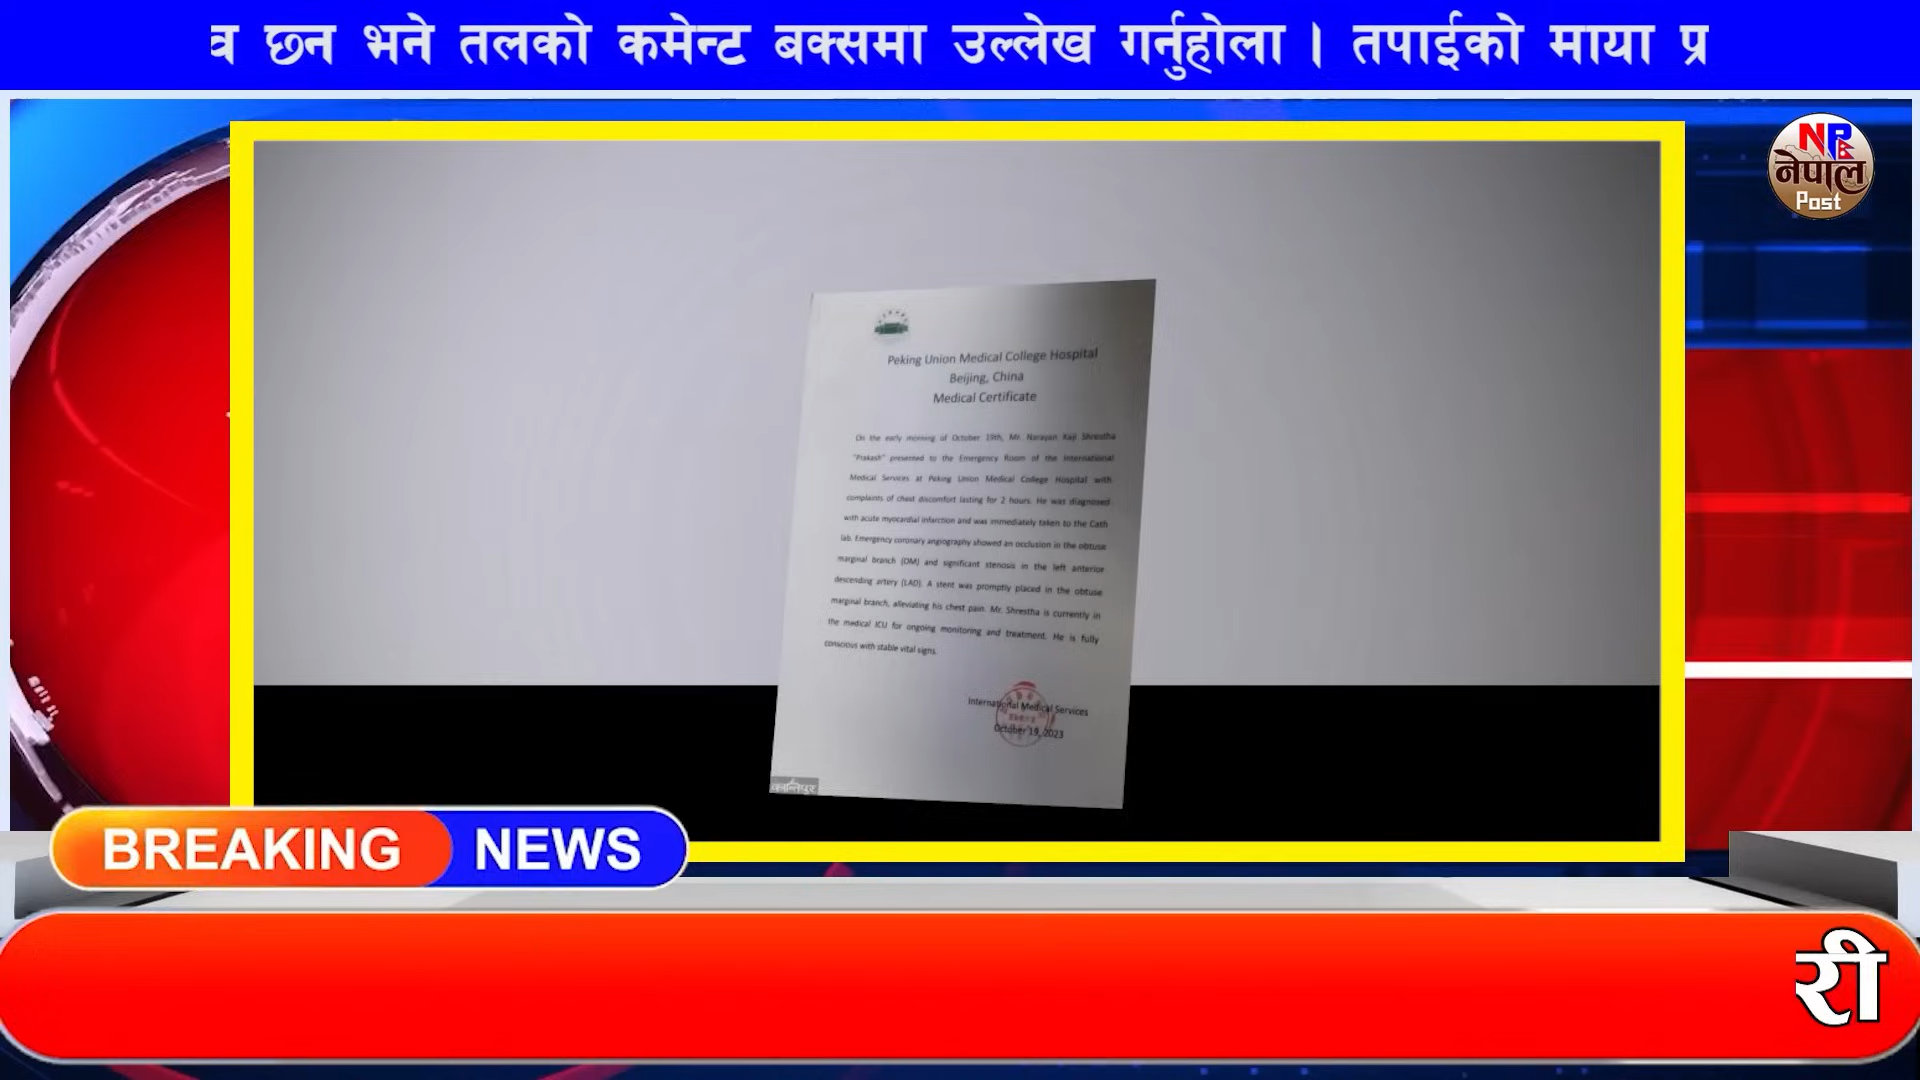 व छन भने तलको कमेन्ट बक्समा उल्लेख गर्नुहोला । तपाईको माया प्र
NP
नेपाल
Post
Peking Union Medical College Hospital
Beijing, China
Medical Certificate
On the early morning of October 19th, Mr. Narayan Kaji Shrestha
"Prakash" presented to the Emergency Room of the International
Medical Services at Peking Union Medical College Hospital with
complaints of chest discomfort lasting for 2 hours. He was diagnosed
with acute myocardial infarction and was immediately taken to the Cath
lab. Emergency coronary angiography showed an occlusion in the obtuse
marginal branch (OM) and significant stenosis in the left anterior
descending artery (LAD). A stent was promptly placed in the obtuse
marginal branch, alleviating his chest pain. Mr. Shrestha is currently in
the medical ICU for ongoing monitoring and treatment. He is fully
conscious with stable vital signs.
International Medical Services
October 19, 2023
कान्तिपुर
BREAKING NEWS
री